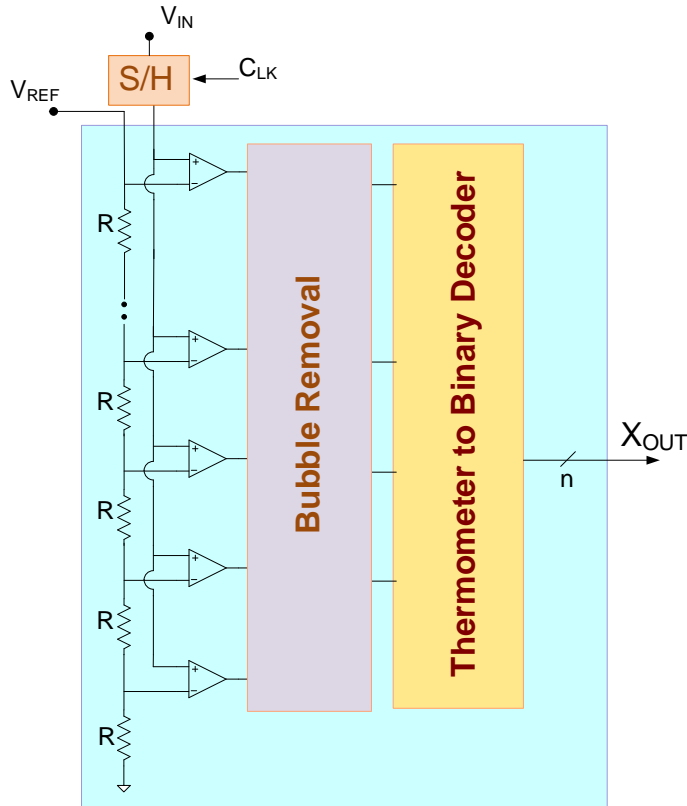 V_IN
S/H
C_LK
V_REF
+
−
R
+
−
R
+
−
R
+
−
R
+
−
R
Bubble Removal
Thermometer to Binary Decoder
X_OUT
n